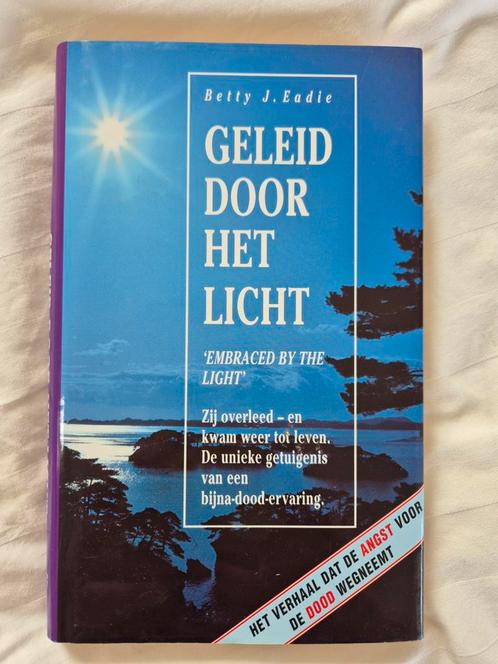 Betty J. Eadie
GELEID
DOOR
HET
LICHT
'EMBRACED BY THE
LIGHT'
Zij overleed – en
kwam weer tot leven.
De unieke getuigenis
van een
bijna-dood-ervaring.
HET VERHAAL DAT DE ANGST VOOR
DE DOOD WEGNEEMT